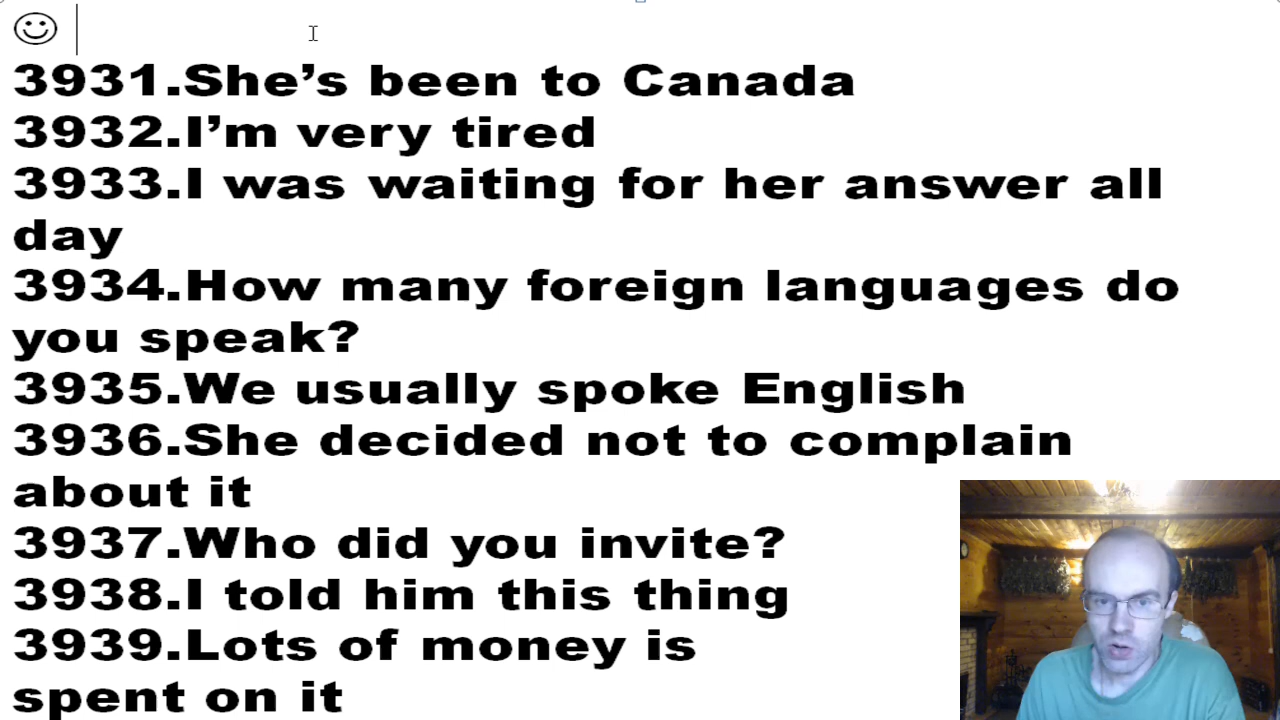 ☺
3931.She’s been to Canada
3932.I’m very tired
3933.I was waiting for her answer all
day
3934.How many foreign languages do
you speak?
3935.We usually spoke English
3936.She decided not to complain
about it
3937.Who did you invite?
3938.I told him this thing
3939.Lots of money is
spent on it